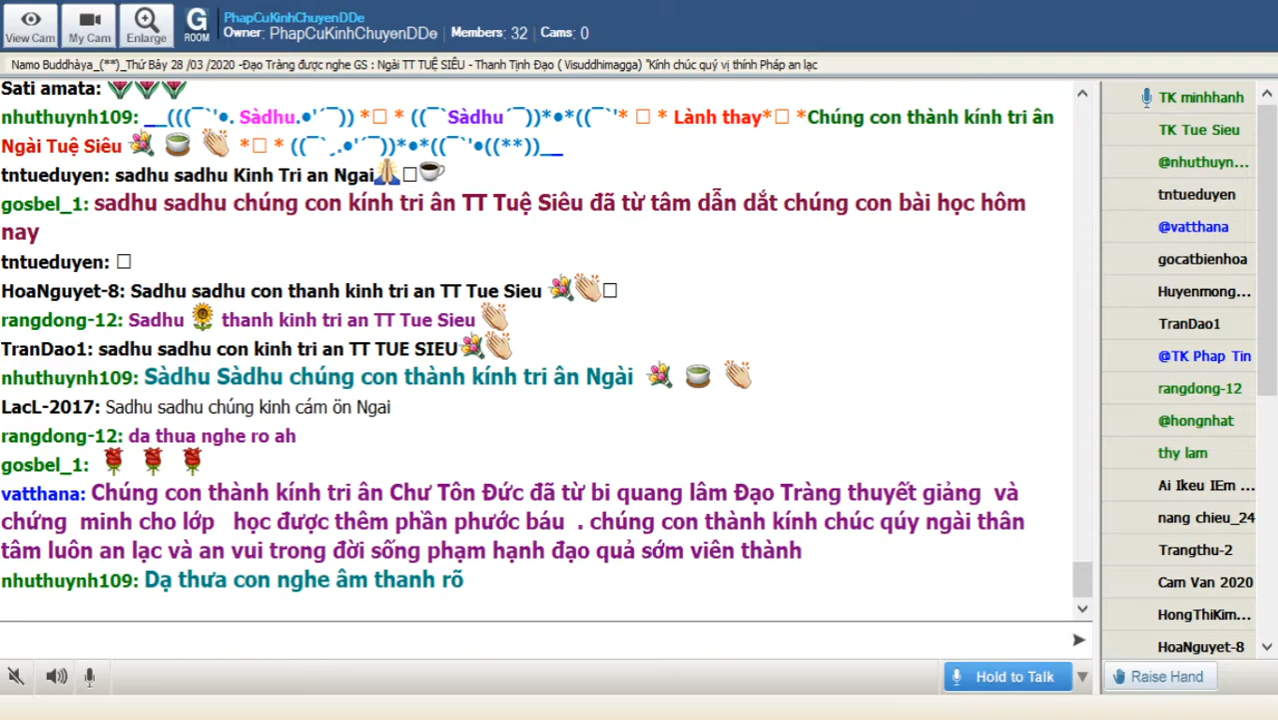 PhapCuKinhChuyenDDe
Owner: PhapCuKinhChuyenDDe Members: 32 Cams: 0
View Cam My Cam Enlarge G ROOM
Namo Buddhàya_(**)_Thứ Bảy 28 /03 /2020 -Đạo Tràng được nghe GS : Ngài TT TUỆ SIÊU - Thanh Tịnh Đạo ( Visuddhimagga) "Kính chúc quý vị thính Pháp an lạc
Sati amata:
nhuthuynh109: __(((¯`'•. Sàdhu.•'´¯)) *□ * ((¯`Sàdhu´¯))*•*((¯`'* □ * Lành thay*□ *Chúng con thành kính tri ân
Ngài Tuệ Siêu *□ * ((¯`¸.•'´¯))*•*((¯`'•((**))__
tntueduyen: sadhu sadhu Kinh Tri an Ngai
gosbel_1: sadhu sadhu chúng con kính tri ân TT Tuệ Siêu đã từ tâm dẫn dắt chúng con bài học hôm
nay
tntueduyen:
HoaNguyet-8: Sadhu sadhu con thanh kinh tri an TT Tue Sieu
rangdong-12: Sadhu thanh kinh tri an TT Tue Sieu
TranDao1: sadhu sadhu con kinh tri an TT TUE SIEU
nhuthuynh109: Sàdhu Sàdhu chúng con thành kính tri ân Ngài
LacL-2017: Sadhu sadhu chúng kinh cám ön Ngai
rangdong-12: da thua nghe ro ah
gosbel_1:
vatthana: Chúng con thành kính tri ân Chư Tôn Đức đã từ bi quang lâm Đạo Tràng thuyết giảng và
chứng minh cho lớp học được thêm phần phước báu . chúng con thành kính chúc qúy ngài thân
tâm luôn an lạc và an vui trong đời sống phạm hạnh đạo quả sớm viên thành
nhuthuynh109: Dạ thưa con nghe âm thanh rõ
TK minhhanh
TK Tue Sieu
@nhuthuyn...
tntueduyen
@vatthana
gocatbienhoa
Huyenmong...
TranDao1
@TK Phap Tin
rangdong-12
@hongnhat
thy lam
Ai Ikeu IEm ...
nang chieu_24
Trangthu-2
Cam Van 2020
HongThiKim...
HoaNguyet-8
Hold to Talk
Raise Hand